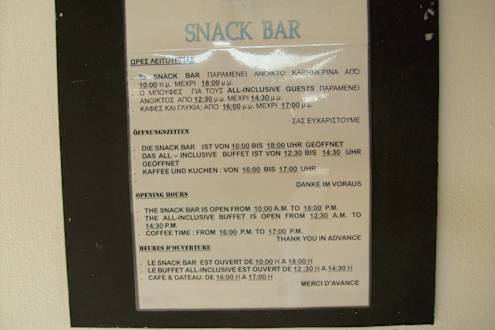 SNACK BAR
ΩΡΕΣ ΛΕΙΤΟΥΡΓΙΑΣ
- ΤΟ SNACK BAR ΠΑΡΑΜΕΝΕΙ ΑΝΟΙΚΤΟ ΚΑΘΗΜΕΡΙΝΑ ΑΠΟ
10:00 π.μ. ΜΕΧΡΙ 18:00 μ.μ.
- Ο ΜΠΟΥΦΕΣ ΓΙΑ ΤΟΥΣ ALL-INCLUSIVE GUESTS ΠΑΡΑΜΕΝΕΙ
ΑΝΟΙΚΤΟΣ ΑΠΟ 12:30 μ.μ. ΜΕΧΡΙ 14:30 μ.μ.
- ΚΑΦΕΣ ΚΑΙ ΓΛΥΚΙΑ: ΑΠΟ 16:00 μ.μ. ΜΕΧΡΙ 17:00 μ.μ.
ΣΑΣ ΕΥΧΑΡΙΣΤΟΥΜΕ
ÖFFNUNGSZEITEN
- DIE SNACK BAR IST VON 10:00 BIS 18:00 UHR GEÖFFNET
- DAS ALL – INCLUSIVE BUFFET IST VON 12:30 BIS 14:30 UHR
GEÖFFNET
- KAFFEE UND KUCHEN : VON 16:00 BIS 17:00 UHR
DANKE IM VORAUS
OPENING HOURS
- THE SNACK BAR IS OPEN FROM 10:00 A.M. TO 18:00 P.M.
- THE ALL-INCLUSIVE BUFFET IS OPEN FROM 12:30 A.M. TO
14:30 P.M.
- COFFEE TIME : FROM 16:00 P.M. TO 17:00 P.M.
THANK YOU IN ADVANCE
HEURES D'OUVERTURE
- LE SNACK BAR EST OUVERT DE 10:00 H A 18:00 H
- LE BUFFET ALL-INCLUSIVE EST OUVERT DE 12 :30 H A 14:30 H
- CAFE & GATEAU: DE 16:00 H A 17:00 H
MERCI D'AVANCE